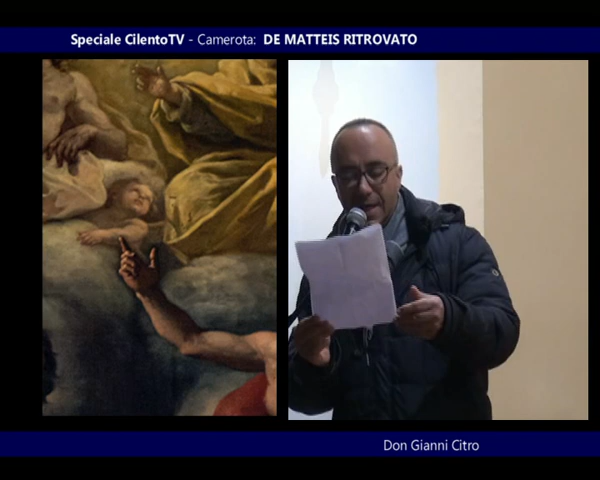 Speciale CilentoTV - Camerota: DE MATTEIS RITROVATO
Don Gianni Citro